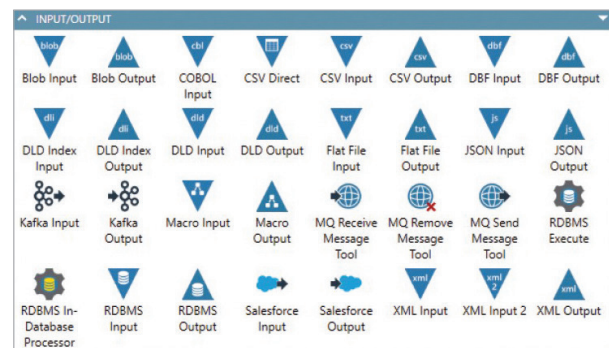 INPUT/OUTPUT
blob blob cbl csv csv dbf dbf
Blob Input Blob Output COBOL CSV Direct CSV Input CSV Output DBF Input DBF Output
Input
dli dli dld dld txt txt js js
DLD Index DLD Index DLD Input DLD Output Flat File Flat File JSON Input JSON
Input Output Input Output Output
Kafka Input Kafka Macro Input Macro MQ Receive MQ Remove MQ Send RDBMS
Output Output Message Message Message Execute
Tool Tool Tool
xml xml xml
2
RDBMS In- RDBMS RDBMS Salesforce Salesforce XML Input XML Input 2 XML Output
Database Input Output Input Output
Processor